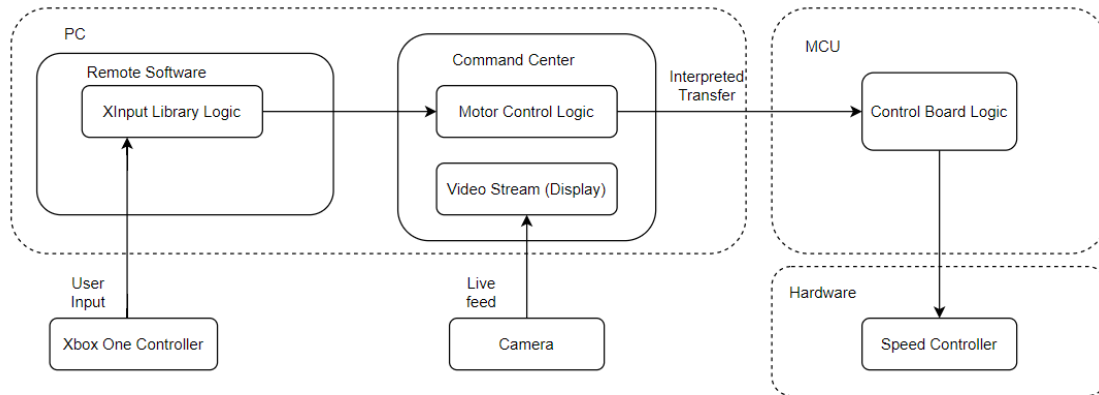 PC
MCU
Remote Software
Command Center
Interpreted
Transfer
XInput Library Logic
Motor Control Logic
Control Board Logic
Video Stream (Display)
User
Input
Live
feed
Hardware
Xbox One Controller
Camera
Speed Controller